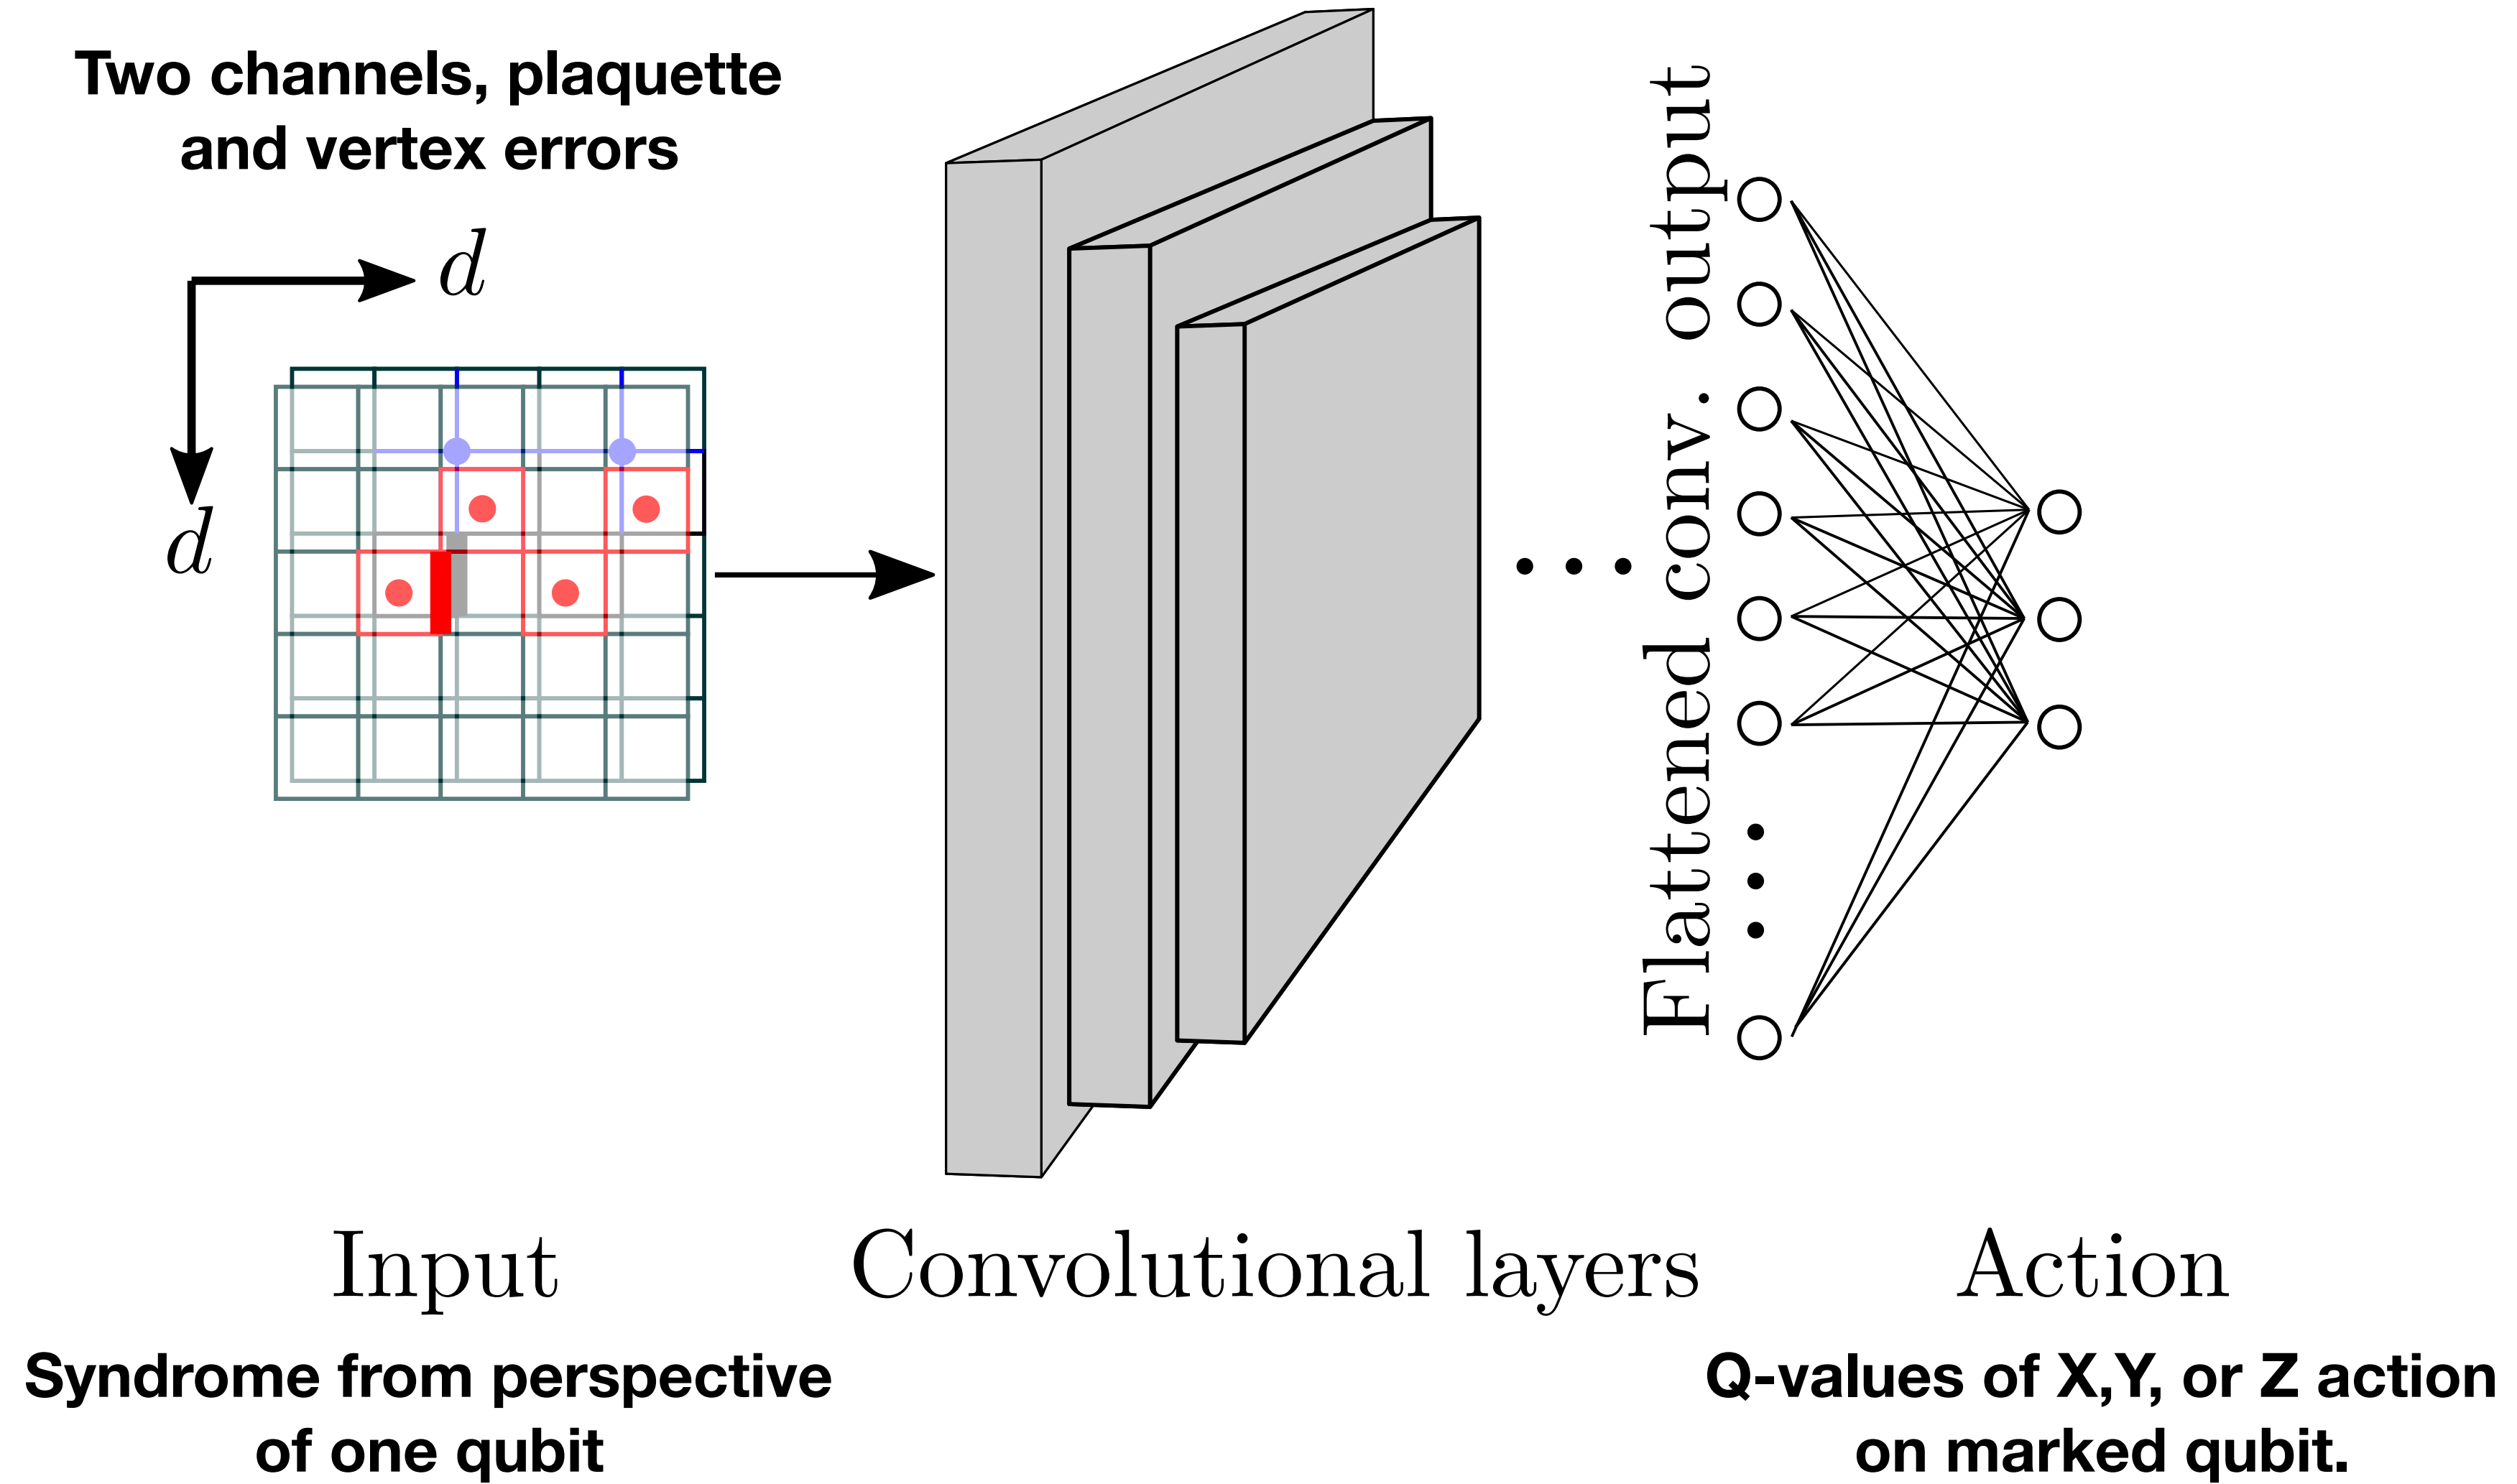 Two channels, plaquette
and vertex errors
d
d
Flattened conv. output
Input
Convolutional layers
Action
Syndrome from perspective
of one qubit
Q-values of X,Y, or Z action
on marked qubit.